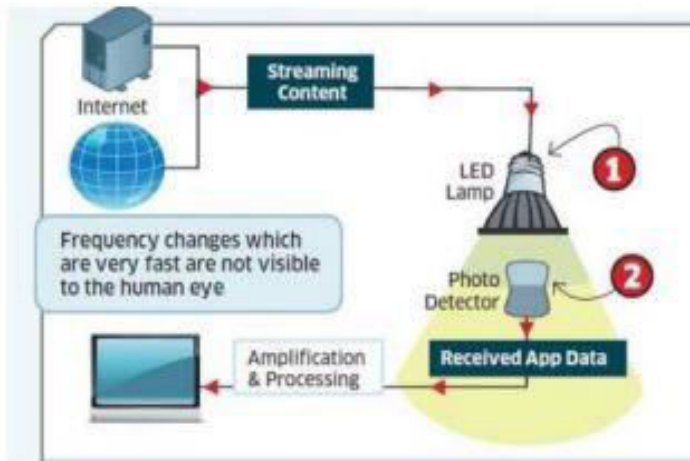 Internet
Streaming
Content
LED
Lamp
1
Frequency changes which
are very fast are not visible
to the human eye
Photo
Detector
2
Amplification
& Processing
Received App Data